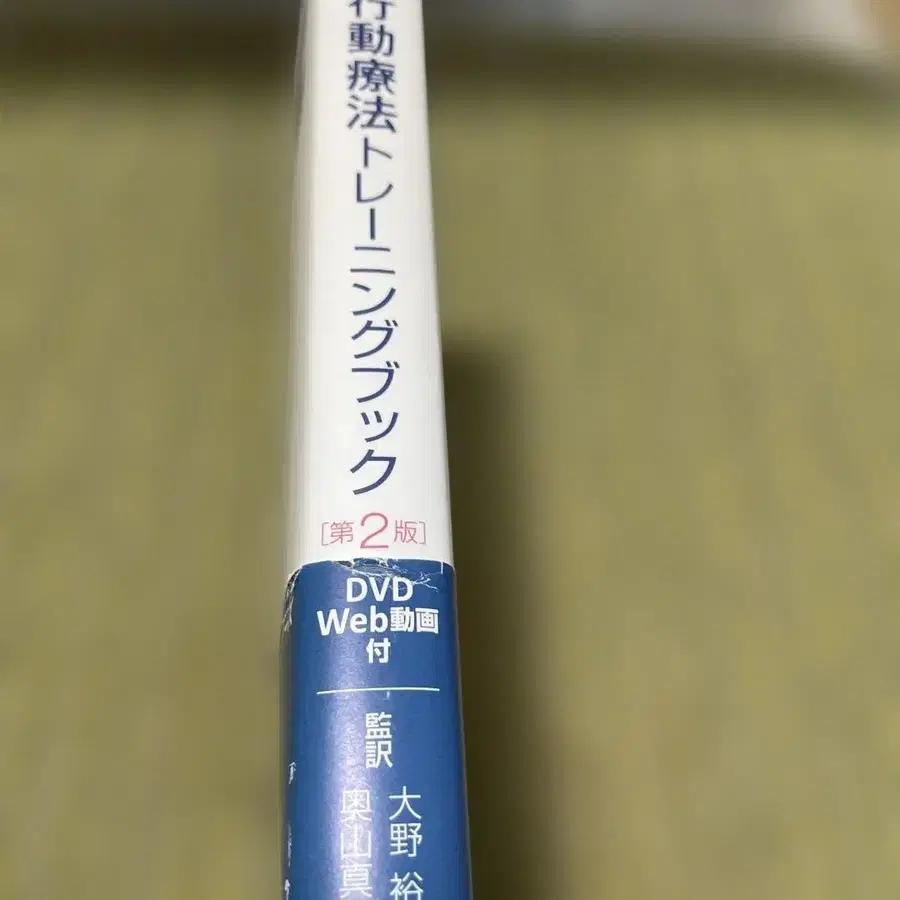 行動療法トレーニングブック
[第2版]
DVD
Web動画
付
監訳
大野 裕
奥山真